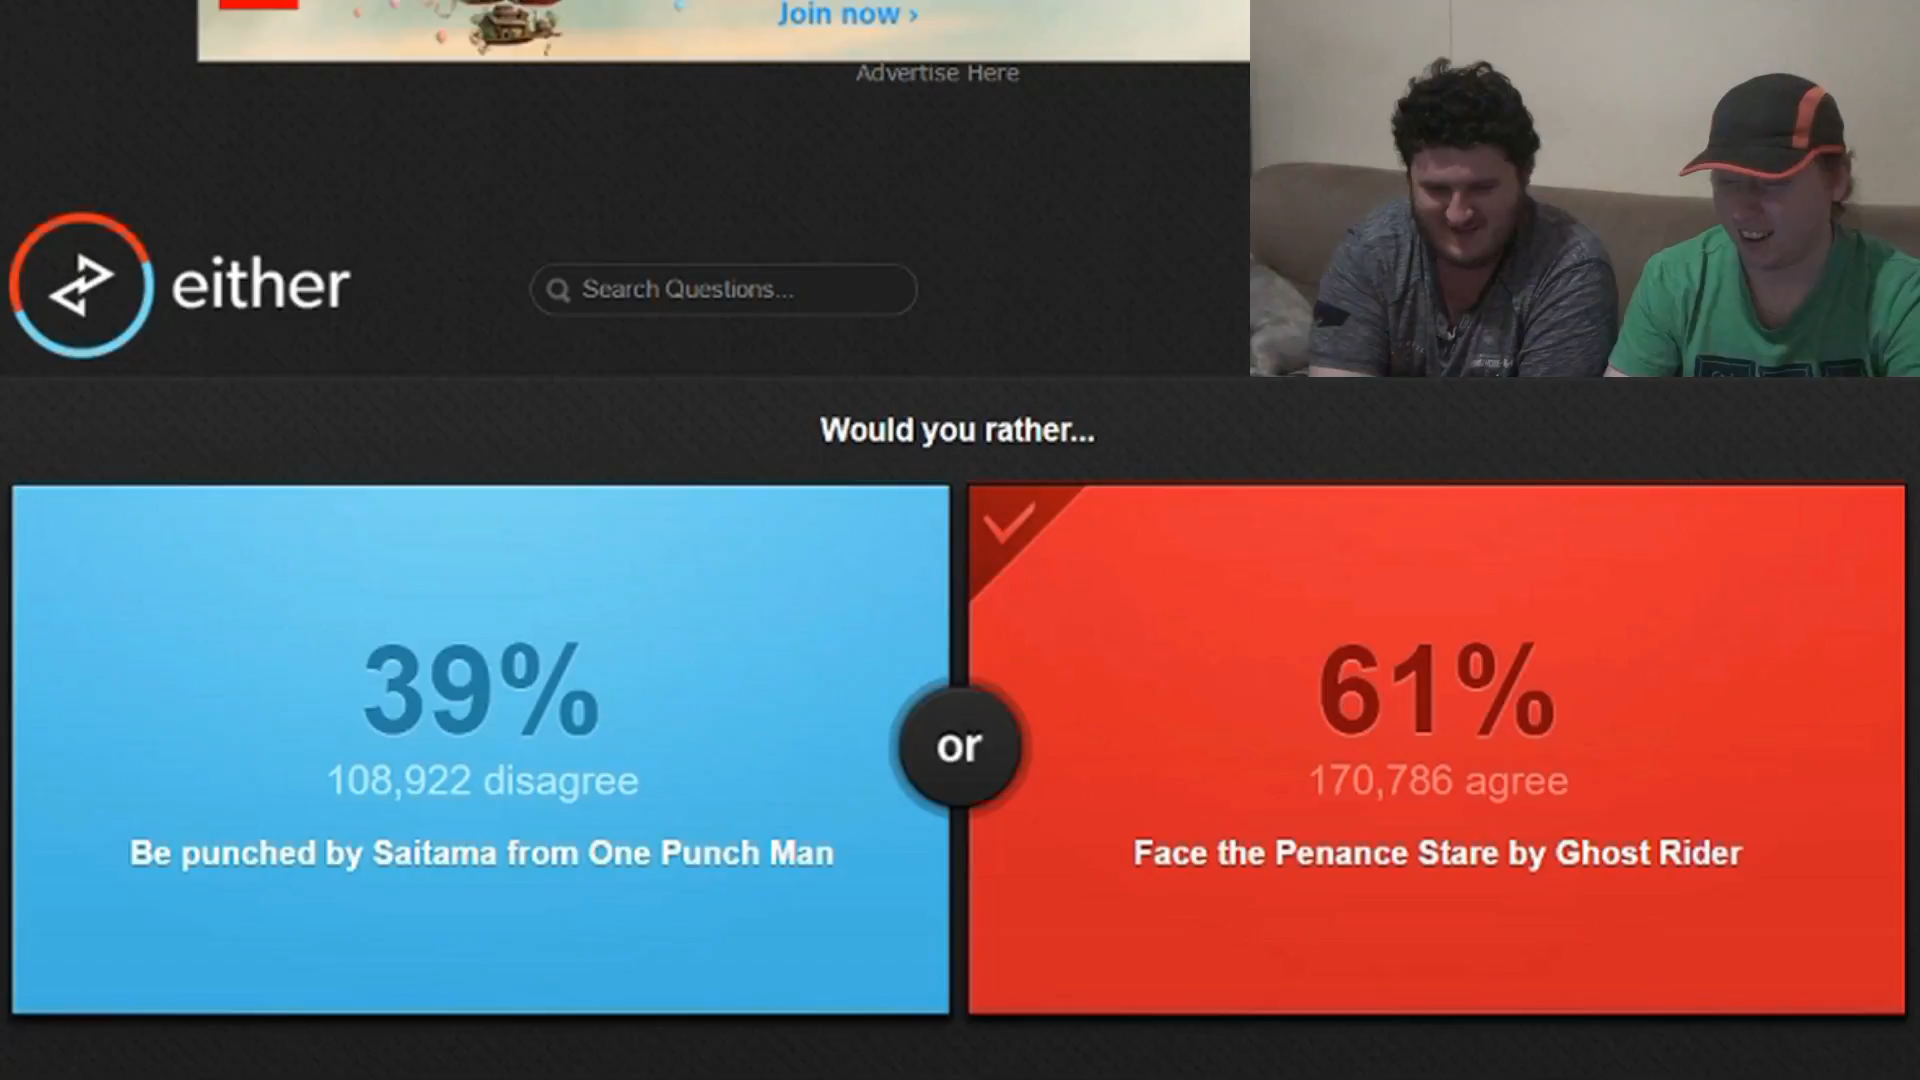 Join now ›
Advertise Here
either
Search Questions...
Would you rather...
39%
108,922 disagree
Be punched by Saitama from One Punch Man
or
61%
170,786 agree
Face the Penance Stare by Ghost Rider